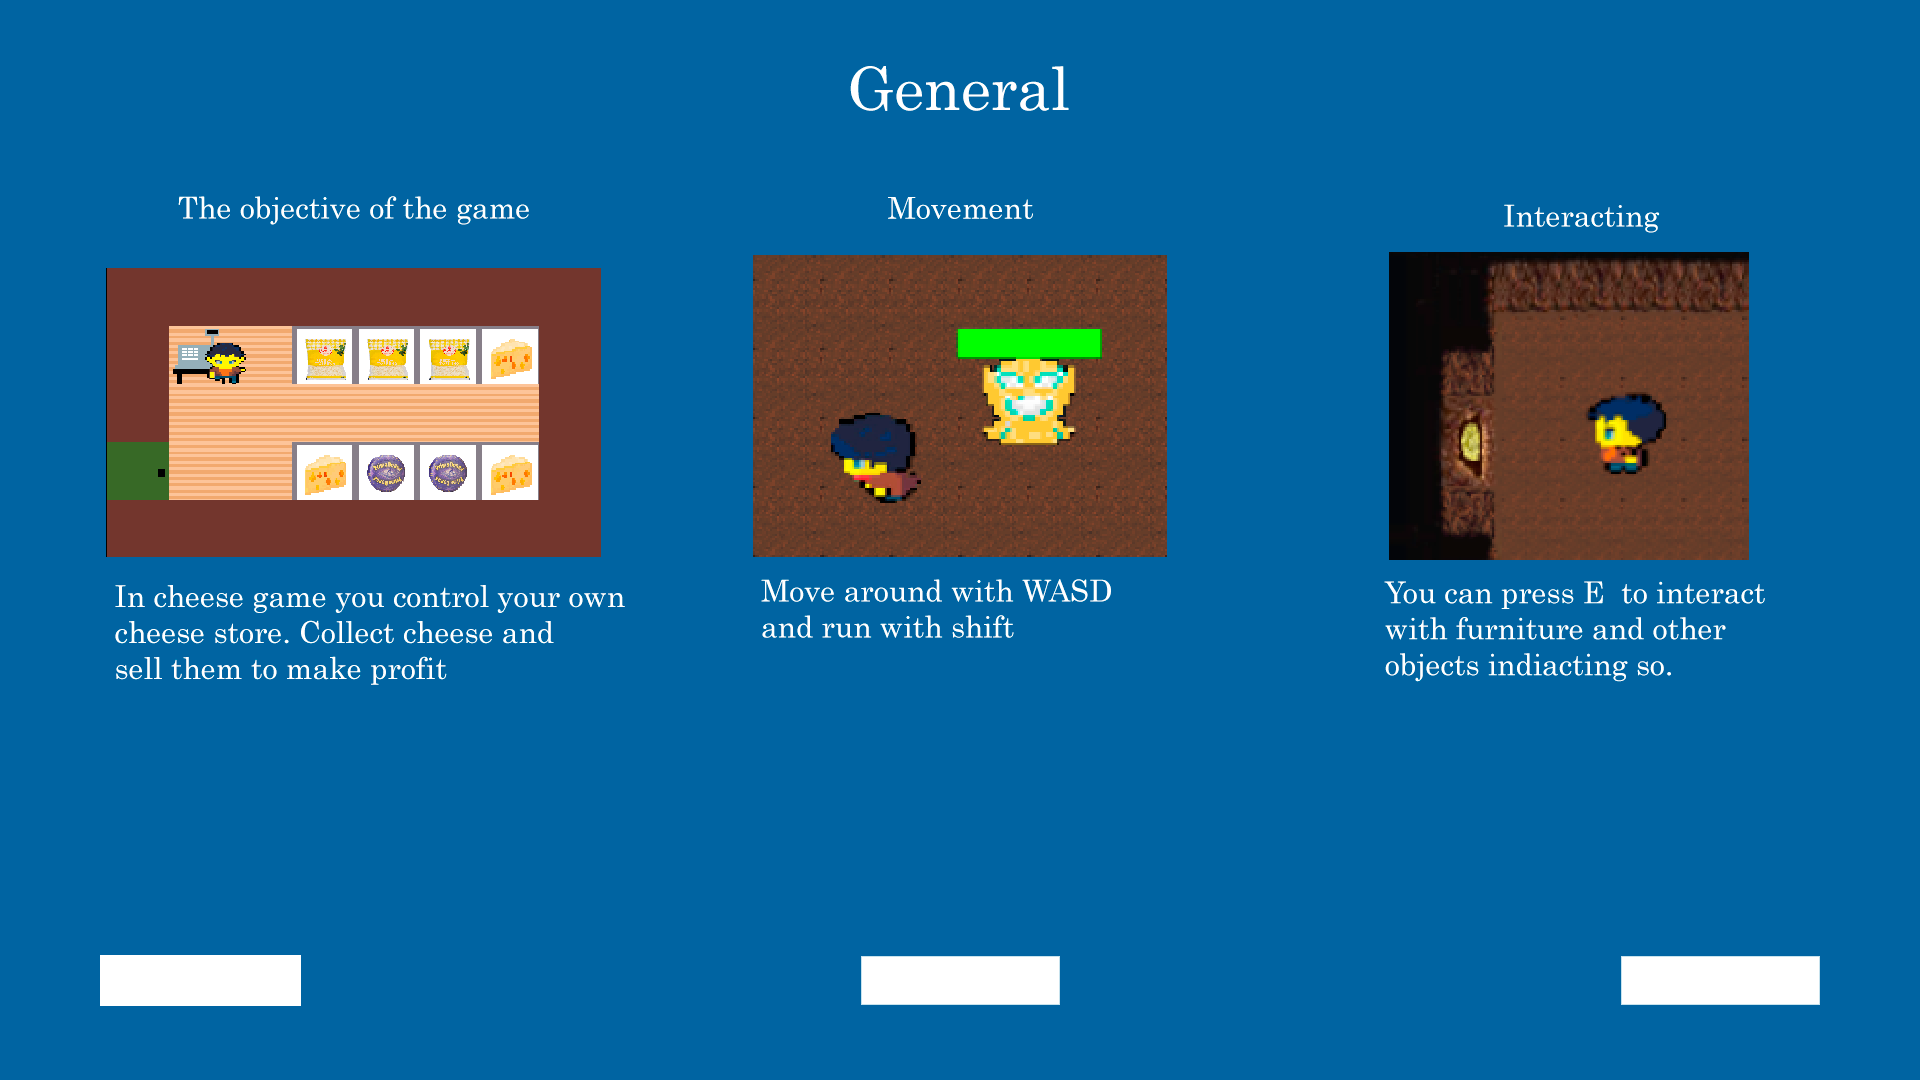 General
The objective of the game
Movement
Interacting
In cheese game you control your own
cheese store. Collect cheese and
sell them to make profit
Move around with WASD
and run with shift
You can press E  to interact
with furniture and other
objects indiacting so.